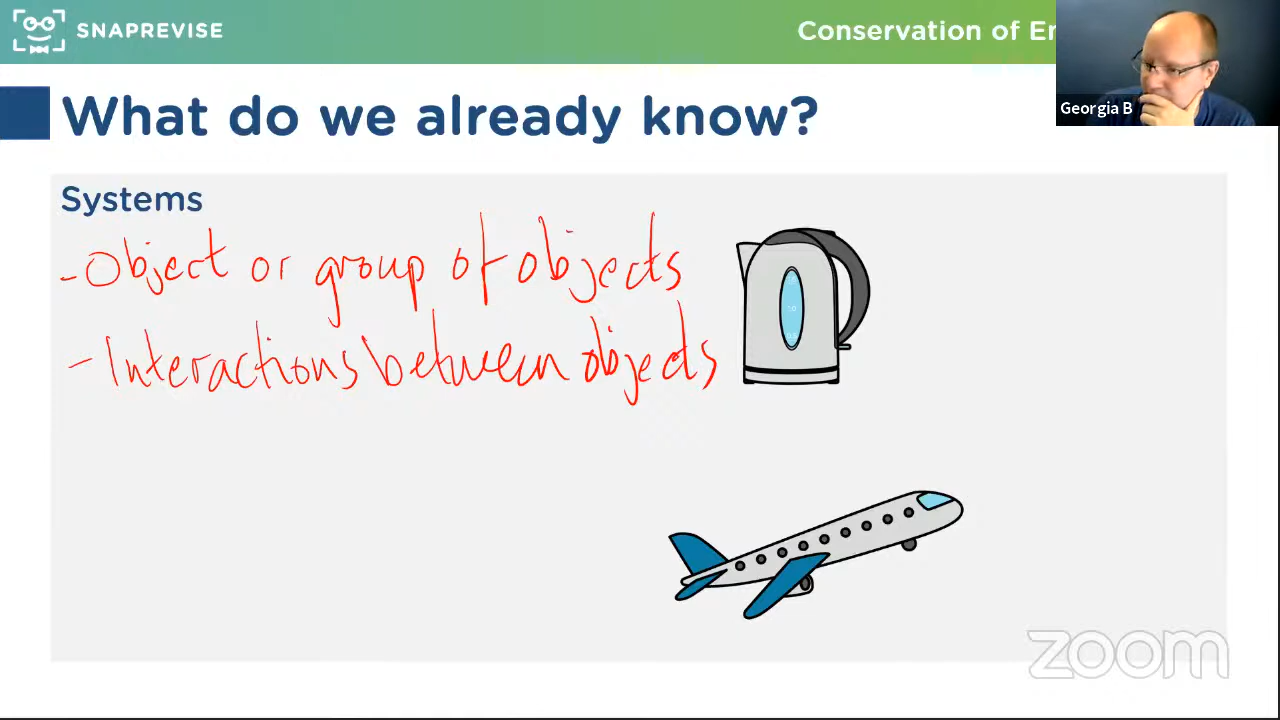 SNAPREVISE
Conservation of
Georgia B
What do we already know?
Systems
-Object or group of objects
-Interactions between objects
zoom